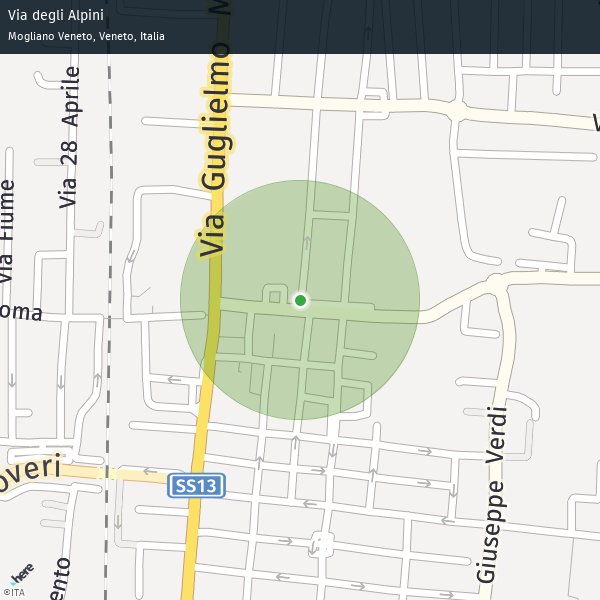 Via degli Alpini
Mogliano Veneto, Veneto, Italia
Via 28 Aprile
Via Guglielmo M
V
Via Fiume
oma
overi
SS13
Giuseppe Verdi
ento
here
©ITA